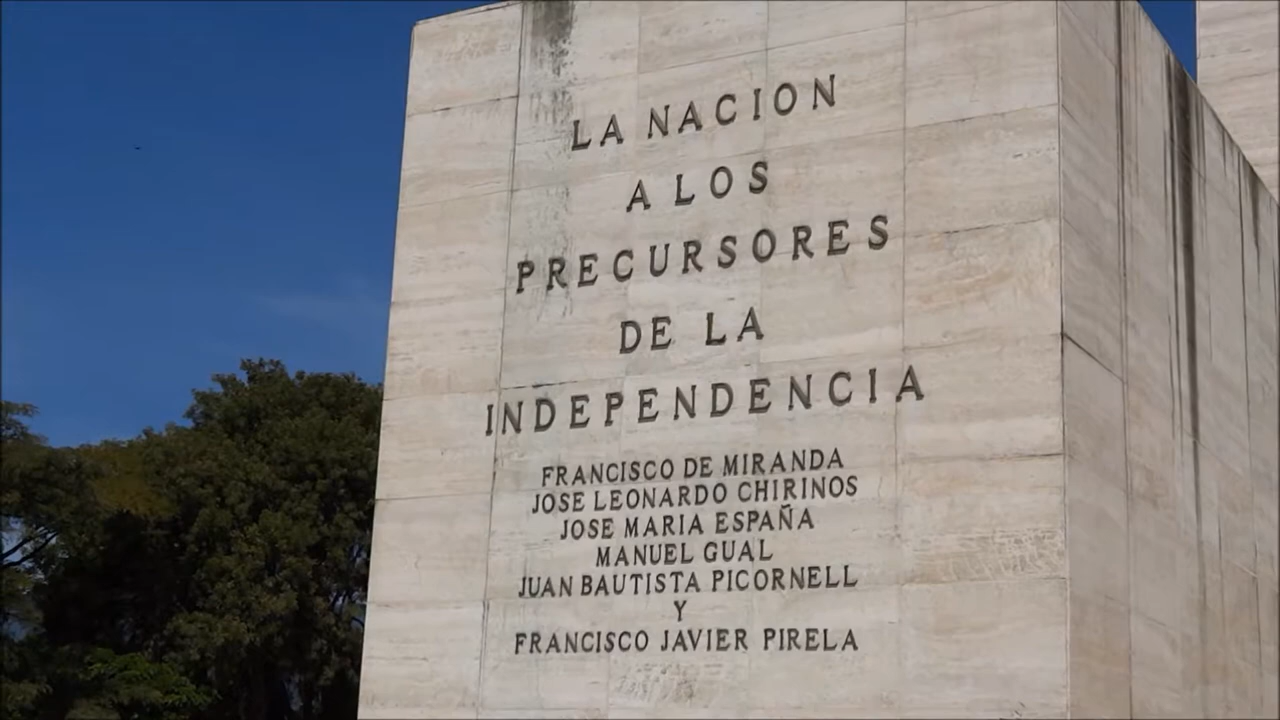 LA NACION
A LOS
PRECURSORES
DE LA
INDEPENDENCIA
FRANCISCO DE MIRANDA
JOSE LEONARDO CHIRINOS
JOSE MARIA ESPAÑA
MANUEL GUAL
JUAN BAUTISTA PICORNELL
Y
FRANCISCO JAVIER PIRELA